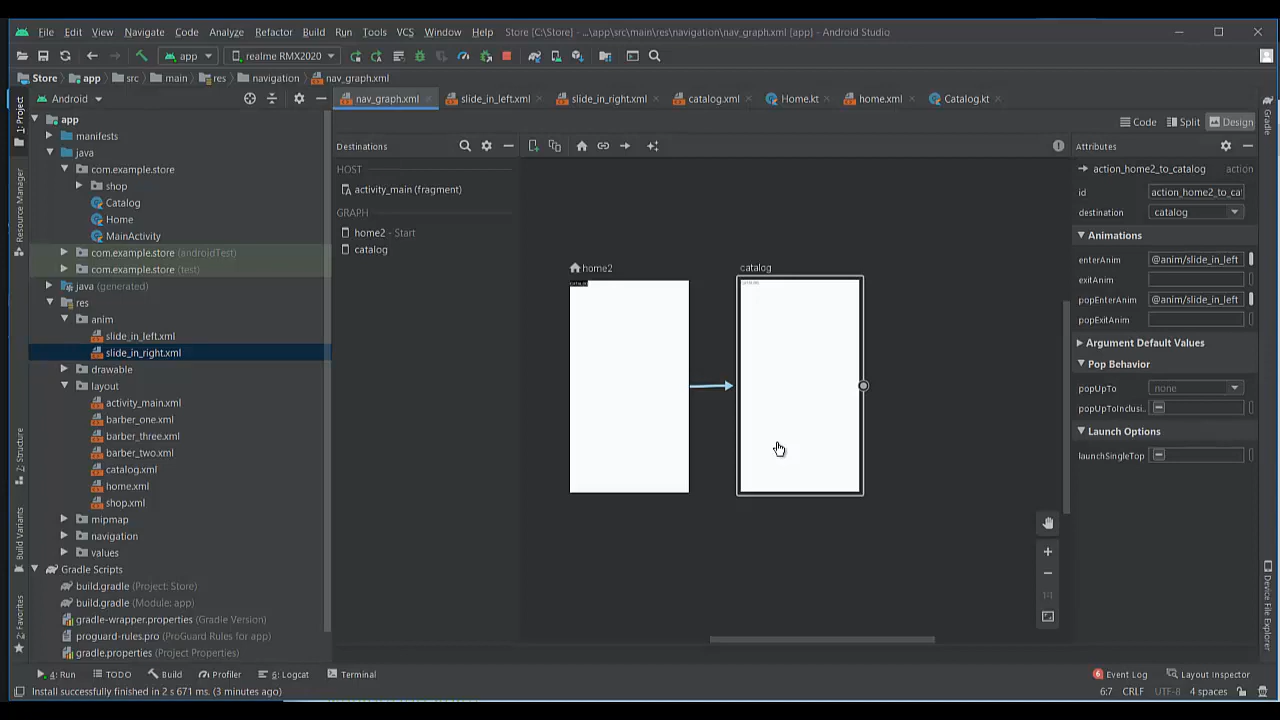 File Edit View Navigate Code Analyze Refactor Build Run Tools VCS Window Help Store [C:\Store] - ...\app\src\main\res\navigation\nav_graph.xml [app] - Android Studio
app realme RMX2020
Store app src main res navigation nav_graph.xml
Android
nav_graph.xml slide_in_left.xml slide_in_right.xml catalog.xml Home.kt home.xml Catalog.kt
Code Split Design
1: Project
Resource Manager
Z: Structure
Build Variants
2: Favorites
app
manifests
java
com.example.store
shop
Catalog
Home
MainActivity
com.example.store (androidTest)
com.example.store (test)
java (generated)
res
anim
slide_in_left.xml
slide_in_right.xml
drawable
layout
activity_main.xml
barber_one.xml
barber_three.xml
barber_two.xml
catalog.xml
home.xml
shop.xml
mipmap
navigation
values
Gradle Scripts
build.gradle (Project: Store)
build.gradle (Module: app)
gradle-wrapper.properties (Gradle Version)
proguard-rules.pro (ProGuard Rules for app)
gradle.properties (Project Properties)
Destinations
HOST
activity_main (fragment)
GRAPH
home2 - Start
catalog
home2
catalog
Attributes
action_home2_to_catalog action
id action_home2_to_ca
destination catalog
Animations
enterAnim @anim/slide_in_left
exitAnim
popEnterAnim @anim/slide_in_left
popExitAnim
Argument Default Values
Pop Behavior
popUpTo none
popUpToInclusi...
Launch Options
launchSingleTop
1:1
Gradle
Device File Explorer
4: Run TODO Build Profiler 6: Logcat Terminal
6 Event Log Layout Inspector
Install successfully finished in 2 s 671 ms. (3 minutes ago)
6:7 CRLF UTF-8 4 spaces